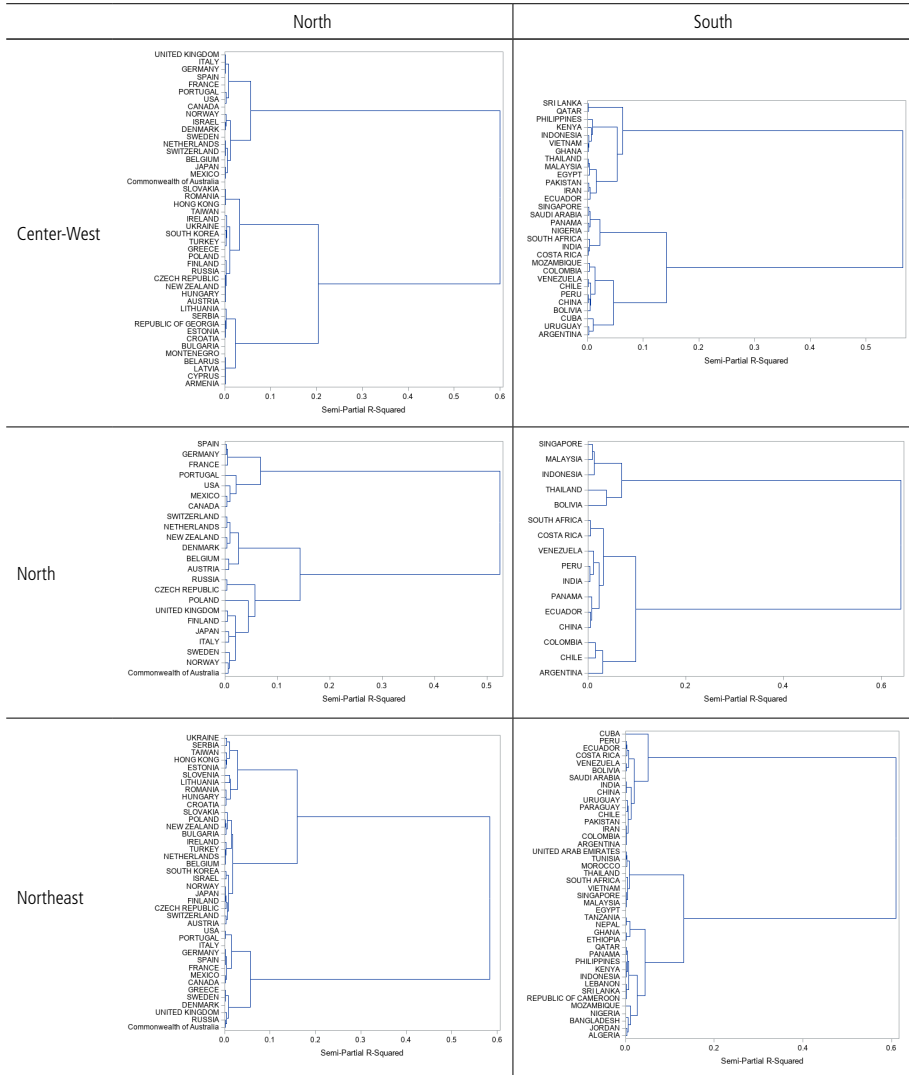 North
South
Center-West
UNITED KINGDOM
ITALY
GERMANY
SPAIN
FRANCE
PORTUGAL
USA
CANADA
NORWAY
ISRAEL
DENMARK
SWEDEN
NETHERLANDS
SWITZERLAND
BELGIUM
JAPAN
MEXICO
Commonwealth of Australia
SLOVAKIA
ROMANIA
HONG KONG
TAIWAN
IRELAND
UKRAINE
SOUTH KOREA
TURKEY
GREECE
POLAND
FINLAND
RUSSIA
CZECH REPUBLIC
NEW ZEALAND
HUNGARY
AUSTRIA
LITHUANIA
SERBIA
REPUBLIC OF GEORGIA
ESTONIA
CROATIA
BULGARIA
MONTENEGRO
BELARUS
LATVIA
CYPRUS
ARMENIA
0.0 0.1 0.2 0.3 0.4 0.5 0.6
Semi-Partial R-Squared
SRI LANKA
QATAR
PHILIPPINES
KENYA
INDONESIA
VIETNAM
GHANA
THAILAND
MALAYSIA
EGYPT
PAKISTAN
IRAN
ECUADOR
SINGAPORE
SAUDI ARABIA
PANAMA
NIGERIA
SOUTH AFRICA
INDIA
COSTA RICA
MOZAMBIQUE
COLOMBIA
VENEZUELA
CHILE
PERU
CHINA
BOLIVIA
CUBA
URUGUAY
ARGENTINA
0.0 0.1 0.2 0.3 0.4 0.5
Semi-Partial R-Squared
North
SPAIN
GERMANY
FRANCE
PORTUGAL
USA
MEXICO
CANADA
SWITZERLAND
NETHERLANDS
NEW ZEALAND
DENMARK
BELGIUM
AUSTRIA
RUSSIA
CZECH REPUBLIC
POLAND
UNITED KINGDOM
FINLAND
JAPAN
ITALY
SWEDEN
NORWAY
Commonwealth of Australia
0.0 0.1 0.2 0.3 0.4 0.5
Semi-Partial R-Squared
SINGAPORE
MALAYSIA
INDONESIA
THAILAND
BOLIVIA
SOUTH AFRICA
COSTA RICA
VENEZUELA
PERU
INDIA
PANAMA
ECUADOR
CHINA
COLOMBIA
CHILE
ARGENTINA
0.0 0.2 0.4 0.6
Semi-Partial R-Squared
Northeast
UKRAINE
SERBIA
TAIWAN
HONG KONG
ESTONIA
SLOVENIA
LITHUANIA
ROMANIA
HUNGARY
CROATIA
SLOVAKIA
POLAND
NEW ZEALAND
BULGARIA
IRELAND
TURKEY
NETHERLANDS
BELGIUM
SOUTH KOREA
ISRAEL
NORWAY
JAPAN
FINLAND
CZECH REPUBLIC
SWITZERLAND
AUSTRIA
USA
PORTUGAL
ITALY
GERMANY
SPAIN
FRANCE
MEXICO
CANADA
GREECE
SWEDEN
DENMARK
UNITED KINGDOM
RUSSIA
Commonwealth of Australia
0.0 0.1 0.2 0.3 0.4 0.5 0.6
Semi-Partial R-Squared
CUBA
PERU
ECUADOR
COSTA RICA
VENEZUELA
BOLIVIA
SAUDI ARABIA
INDIA
CHINA
URUGUAY
PARAGUAY
CHILE
PAKISTAN
IRAN
COLOMBIA
ARGENTINA
UNITED ARAB EMIRATES
TUNISIA
MOROCCO
THAILAND
SOUTH AFRICA
VIETNAM
SINGAPORE
MALAYSIA
EGYPT
TANZANIA
NEPAL
GHANA
ETHIOPIA
QATAR
PANAMA
PHILIPPINES
KENYA
INDONESIA
LEBANON
SRI LANKA
REPUBLIC OF CAMEROON
MOZAMBIQUE
NIGERIA
BANGLADESH
JORDAN
ALGERIA
0.0 0.2 0.4 0.6
Semi-Partial R-Squared